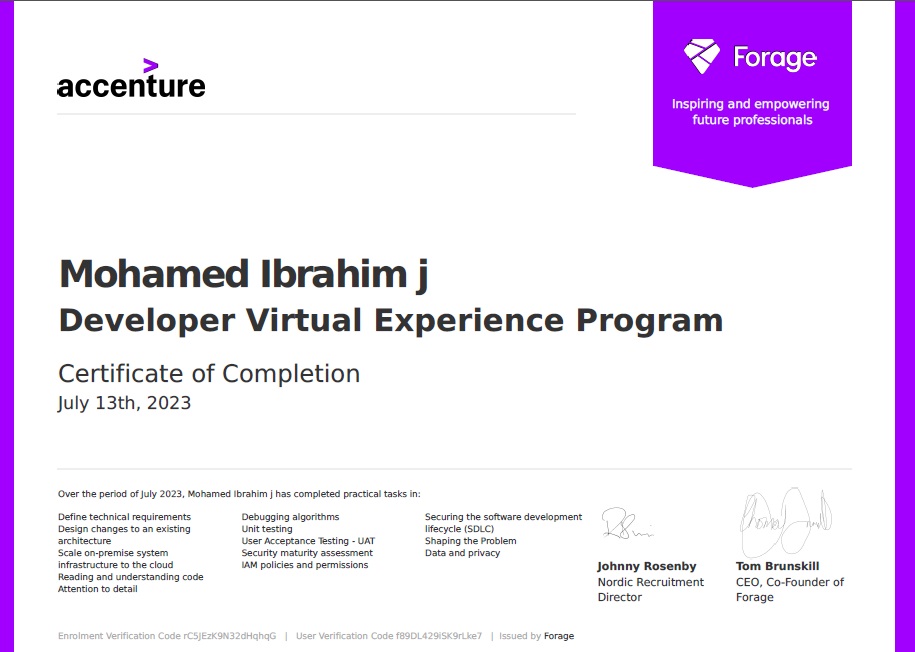 accenture
Forage
Inspiring and empowering
future professionals
Mohamed Ibrahim j
Developer Virtual Experience Program
Certificate of Completion
July 13th, 2023
Over the period of July 2023, Mohamed Ibrahim j has completed practical tasks in:
Define technical requirements
Design changes to an existing
architecture
Scale on-premise system
infrastructure to the cloud
Reading and understanding code
Attention to detail
Debugging algorithms
Unit testing
User Acceptance Testing - UAT
Security maturity assessment
IAM policies and permissions
Securing the software development
lifecycle (SDLC)
Shaping the Problem
Data and privacy
Johnny Rosenby
Nordic Recruitment
Director
Tom Brunskill
CEO, Co-Founder of
Forage
Enrolment Verification Code rC5JEzK9N32dHqhqG | User Verification Code f89DL429iSK9rLke7 | Issued by Forage